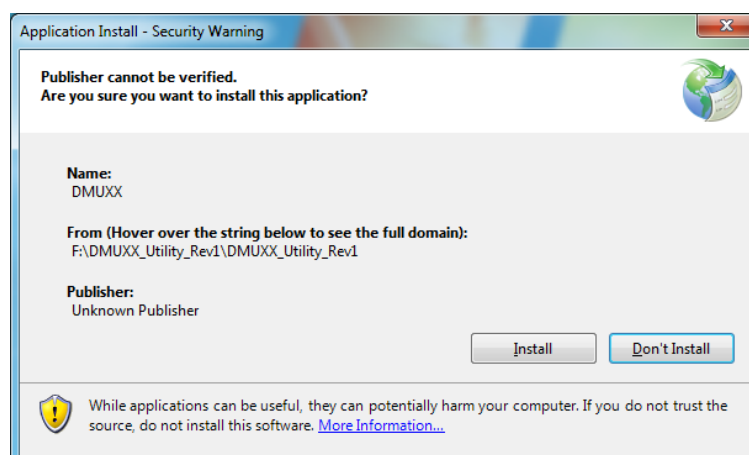 Application Install - Security Warning
Publisher cannot be verified.
Are you sure you want to install this application?
Name:
DMUXX
From (Hover over the string below to see the full domain):
F:\DMUXX_Utility_Rev1\DMUXX_Utility_Rev1
Publisher:
Unknown Publisher
Install
Don't Install
While applications can be useful, they can potentially harm your computer. If you do not trust the
source, do not install this software. More Information...